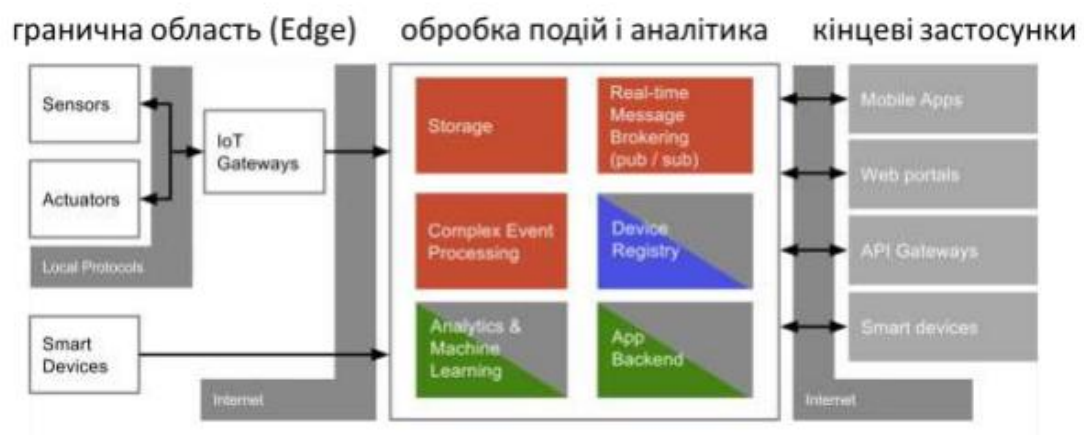 гранична область (Edge)
обробка подій і аналітика
кінцеві застосунки
Sensors
Actuators
Local Protocols
IoT
Gateways
Smart
Devices
Internet
Storage
Real-time
Message
Brokering
(pub / sub)
Complex Event
Processing
Device
Registry
Analytics &
Machine
Learning
App
Backend
Mobile Apps
Web portals
API Gateways
Smart devices
Internet